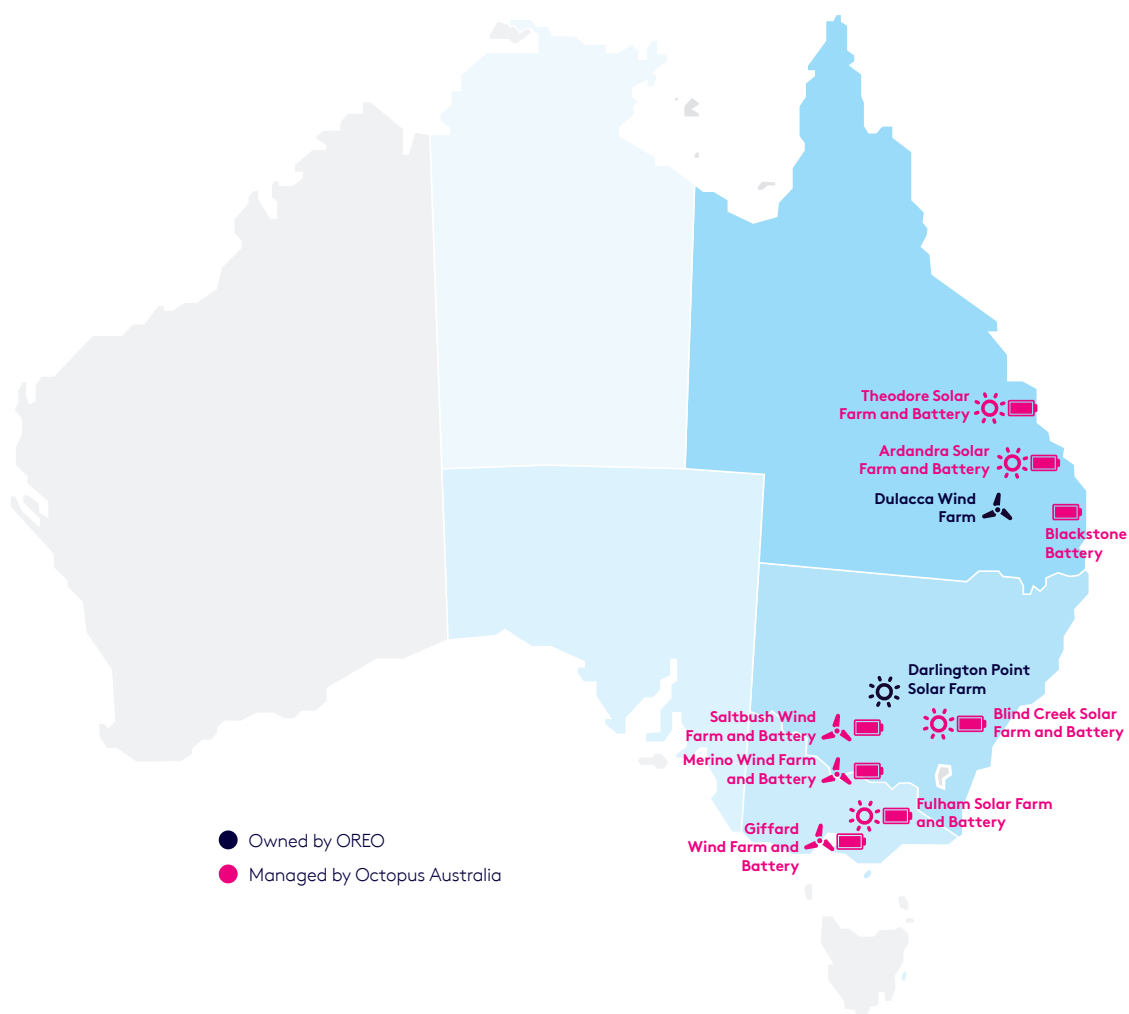 Theodore Solar
Farm and Battery
Ardandra Solar
Farm and Battery
Dulacca Wind
Farm
Blackstone
Battery
Darlington Point
Solar Farm
Saltbush Wind
Farm and Battery
Blind Creek Solar
Farm and Battery
Merino Wind Farm
and Battery
Fulham Solar Farm
and Battery
Giffard
Wind Farm and
Battery
Owned by OREO
Managed by Octopus Australia